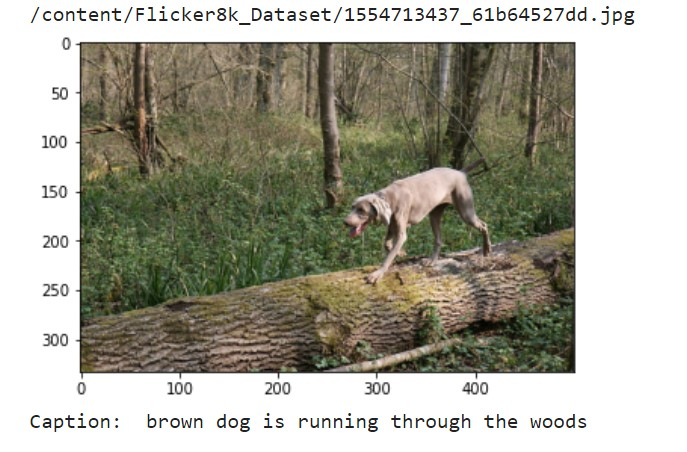 /content/Flicker8k_Dataset/1554713437_61b64527dd.jpg
0
50
100
150
200
250
300
0 100 200 300 400
Caption:  brown dog is running through the woods